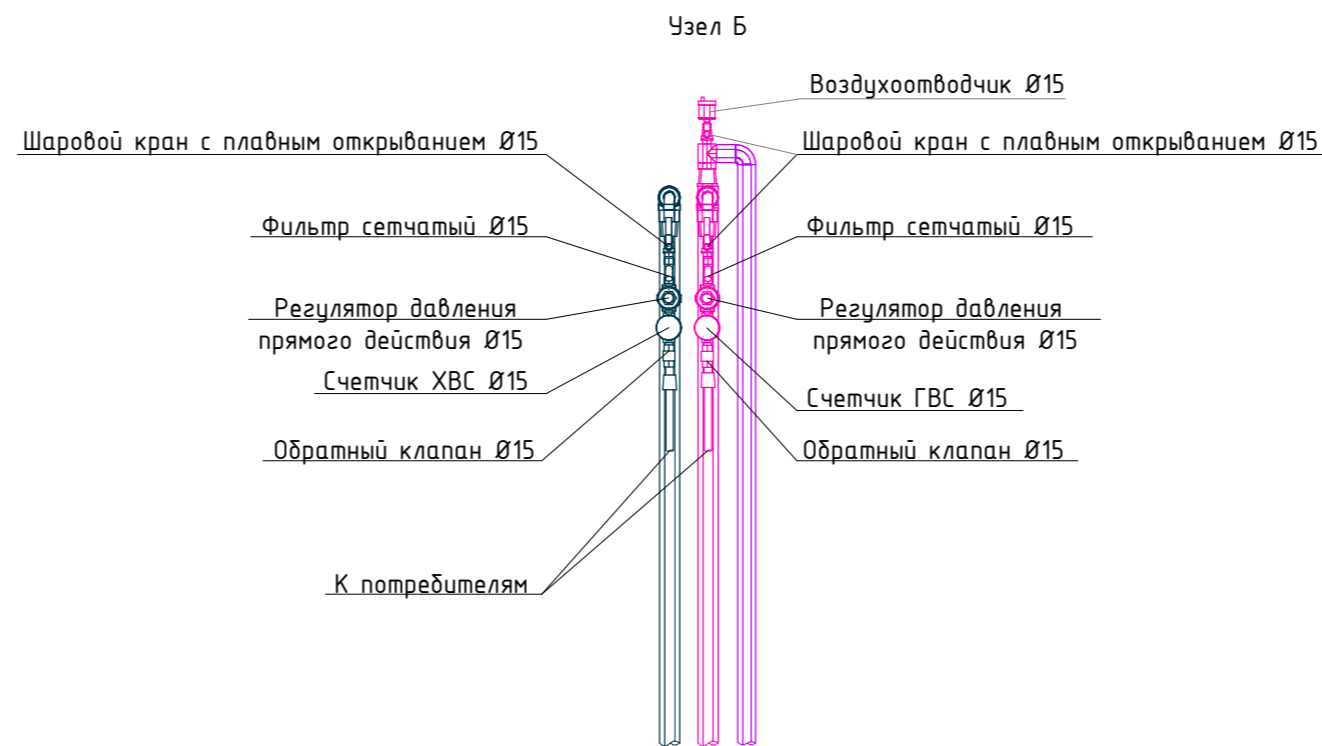 Узел Б
Воздухоотводчик Ø15
Шаровой кран с плавным открыванием Ø15
Шаровой кран с плавным открыванием Ø15
Фильтр сетчатый Ø15
Фильтр сетчатый Ø15
Регулятор давления
прямого действия Ø15
Регулятор давления
прямого действия Ø15
Счетчик ХВС Ø15
Счетчик ГВС Ø15
Обратный клапан Ø15
Обратный клапан Ø15
К потребителям